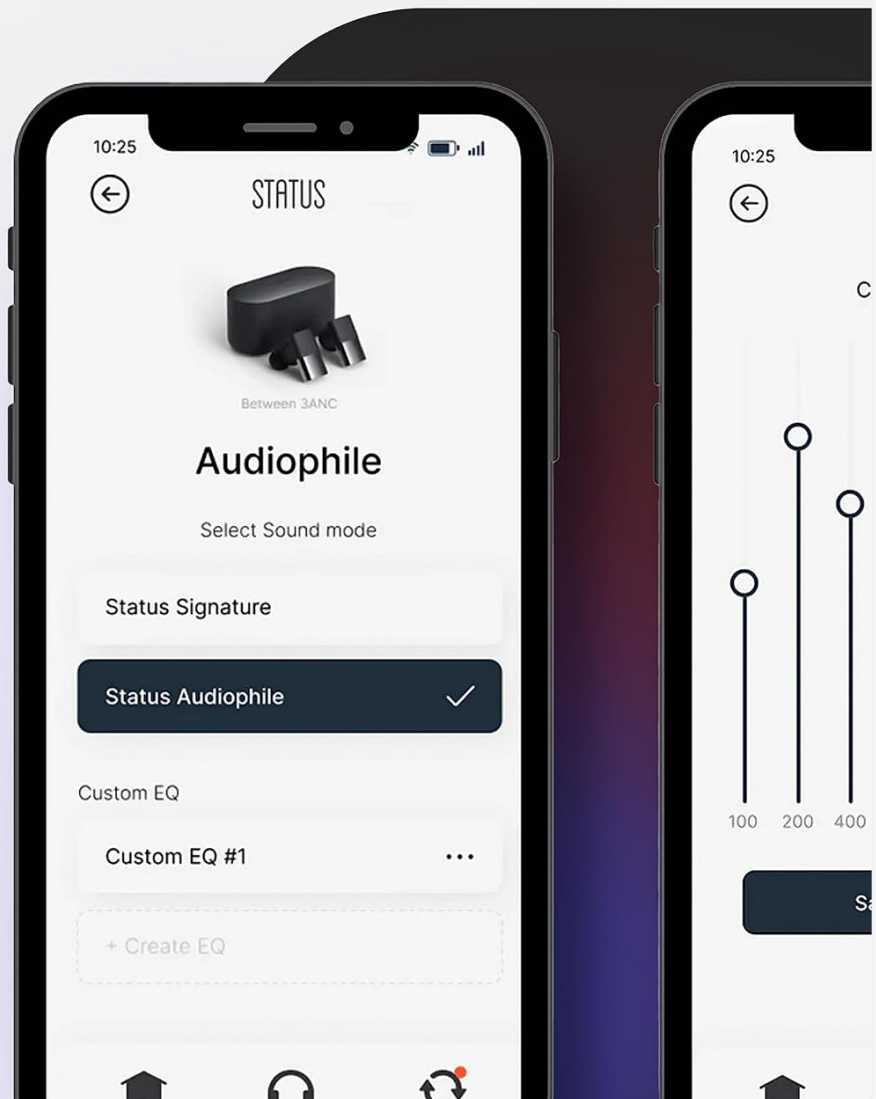 10:25
STATUS
Between 3ANC
Audiophile
Select Sound mode
Status Signature
Status Audiophile
Custom EQ
Custom EQ #1
+ Create EQ
10:25
100 200 400